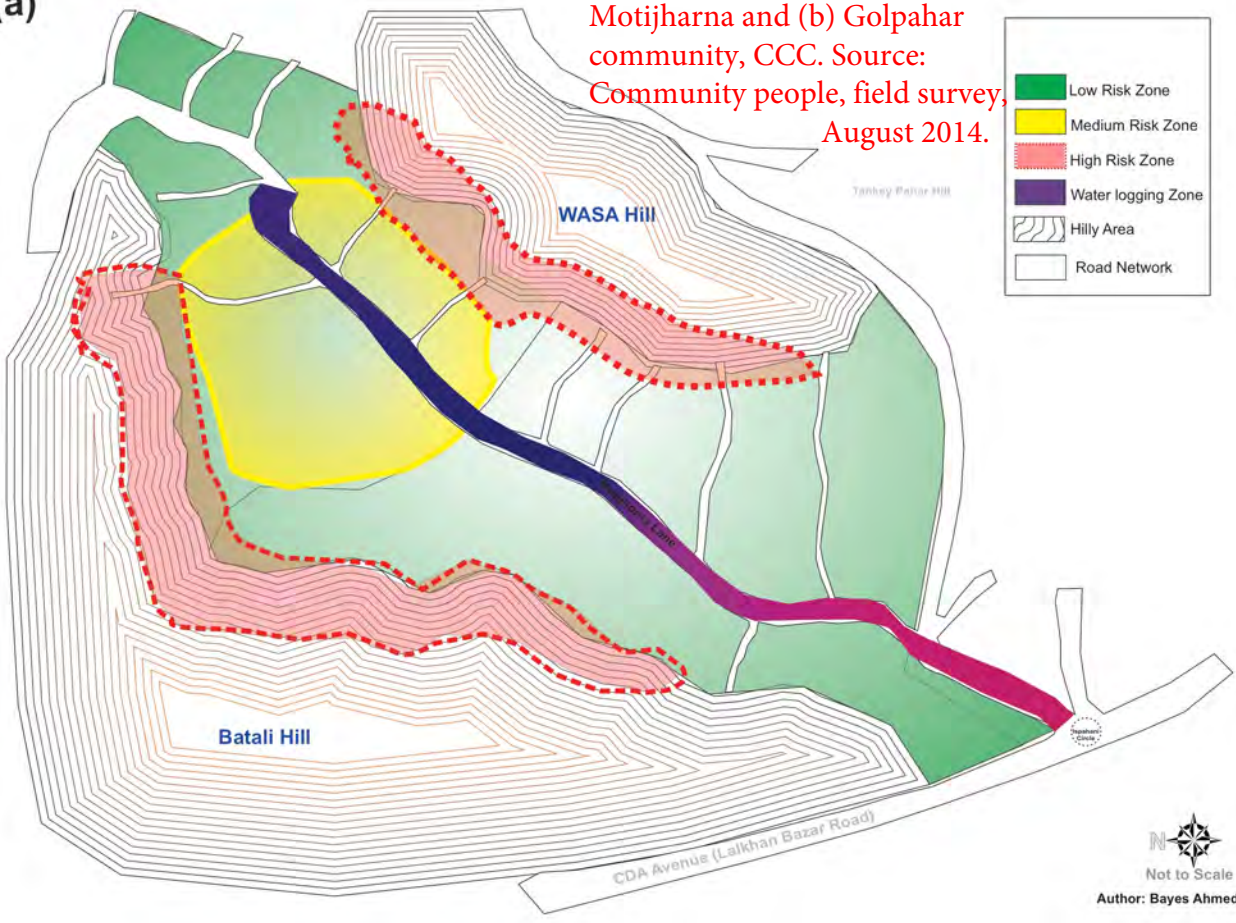 (a)
Motijharna and (b) Golpahar
community, CCC. Source:
Community people, field survey,
August 2014.
Low Risk Zone
Medium Risk Zone
High Risk Zone
Water logging Zone
Hilly Area
Road Network
Tankey Pahar Hill
WASA Hill
Lane
Batali Hill
Ispahani
Circle
CDA Avenue (Lalkhan Bazar Road)
N
Not to Scale
Author: Bayes Ahmed